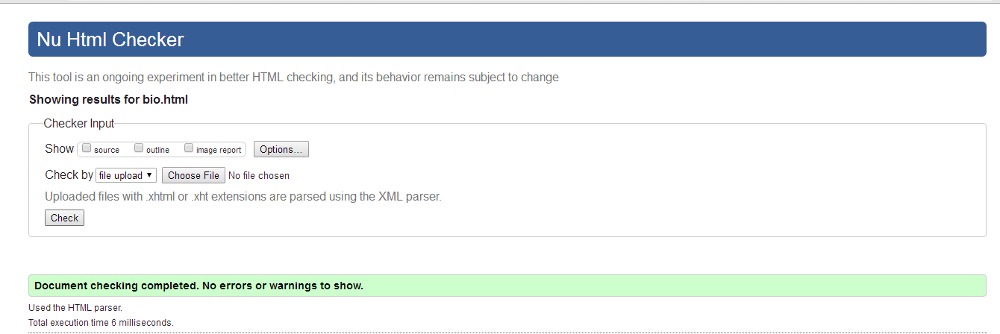 Nu Html Checker
This tool is an ongoing experiment in better HTML checking, and its behavior remains subject to change
Showing results for bio.html
Checker Input
Show source outline image report Options...
Check by file upload Choose File No file chosen
Uploaded files with .xhtml or .xht extensions are parsed using the XML parser.
Check
Document checking completed. No errors or warnings to show.
Used the HTML parser.
Total execution time 6 milliseconds.